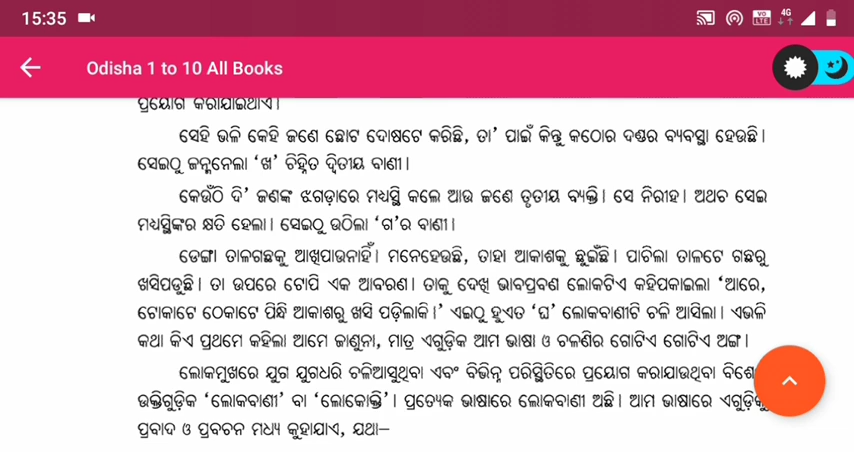 15:35
VO LTE 4G
Odisha 1 to 10 All Books
ପ୍ରୟୋଗ କରାଯାଇଥାଏ।
ସେହି ଭଳି କେହି ଜଣେ ଛୋଟ ଦୋଷଟେ କରିଛି, ତା’ ପାଇଁ କିନ୍ତୁ କଠୋର ଦଣ୍ଡର ବ୍ୟବସ୍ଥା ହେଉଛି।
ସେଇଠୁ ଜନ୍ମନେଲା ‘ଖ’ ଚିହ୍ନିତ ଦ୍ୱିତୀୟ ବାଣୀ।
କେଉଁଠି ଦି’ ଜଣଙ୍କ ଝଗଡ଼ାରେ ମଧ୍ୟସ୍ଥି କଲେ ଆଉ ଜଣେ ତୃତୀୟ ବ୍ୟକ୍ତି। ସେ ନିରୀହ। ଅଥଚ ସେଇ
ମଧ୍ୟସ୍ଥିଙ୍କର କ୍ଷତି ହେଲା। ସେଇଠୁ ଉଠିଲା ‘ଗ’ର ବାଣୀ।
ଡେଙ୍ଗା ତାଳଗଛକୁ ଆଖିପାଉନାହିଁ। ମନେହେଉଛି, ତାହା ଆକାଶକୁ ଛୁଇଁଛି। ପାଚିଲା ତାଳଟେ ଗଛରୁ
ଖସିପଡୁଛି। ତା ଉପରେ ଟୋପି ଏକ ଆବରଣ। ତାକୁ ଦେଖି ଭାବପ୍ରବଣ ଲୋକଟିଏ କହିପକାଇଲା ‘ଆରେ,
ଟୋକାଟେ ଠେକାଟେ ପିନ୍ଧି ଆକାଶରୁ ଖସି ପଡ଼ିଲାକି।’ ଏଇଠୁ ହୁଏତ ‘ଘ’ ଲୋକବାଣୀଟି ଚଳି ଆସିଲା। ଏଭଳି
କଥା କିଏ ପ୍ରଥମେ କହିଲା ଆମେ ଜାଣୁନା, ମାତ୍ର ଏଗୁଡ଼ିକ ଆମ ଭାଷା ଓ ଚଳଣିର ଗୋଟିଏ ଗୋଟିଏ ଅଙ୍ଗ।
ଲୋକମୁଖରେ ଯୁଗ ଯୁଗଧରି ଚଳିଆସୁଥିବା ଏବଂ ବିଭିନ୍ନ ପରିସ୍ଥିତିରେ ପ୍ରୟୋଗ କରାଯାଉଥିବା
ଉକ୍ତିଗୁଡ଼ିକ ‘ଲୋକବାଣୀ’ ବା ‘ଲୋକୋକ୍ତି’। ପ୍ରତ୍ୟେକ ଭାଷାରେ ଲୋକବାଣୀ ଅଛି। ଆମ ଭାଷାରେ ଏଗୁଡ଼ିକୁ
ପ୍ରବାଦ ଓ ପ୍ରବଚନ ମଧ୍ୟ କୁହାଯାଏ, ଯଥା–